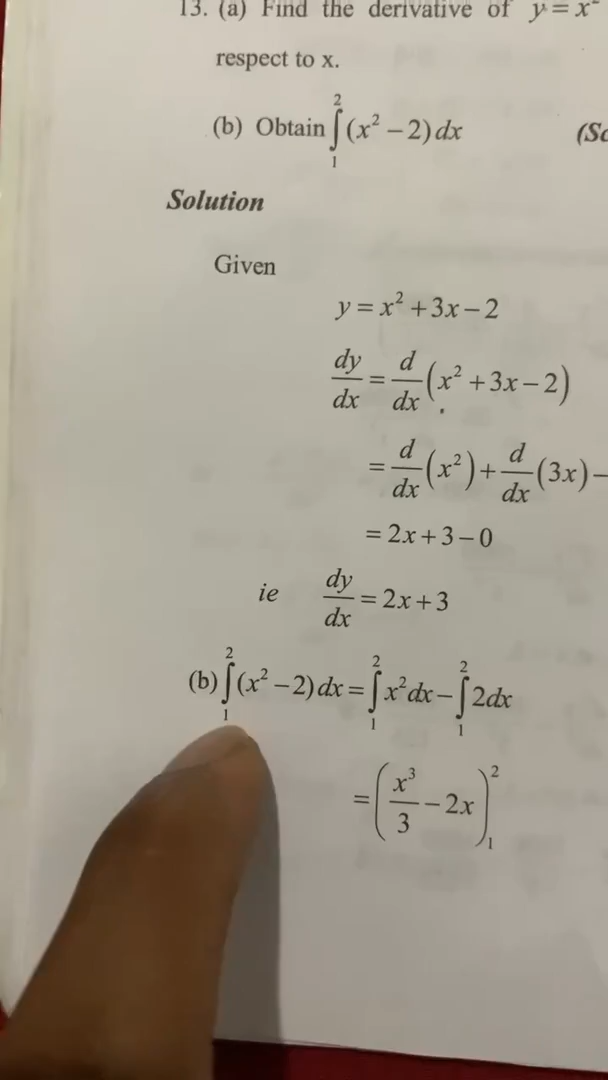 13. (a) Find the derivative of y = x²
respect to x.
(b) Obtain ∫₁² (x² − 2) dx
Solution
Given
y = x² + 3x − 2
dy/dx = d/dx (x² + 3x − 2)
= d/dx (x²) + d/dx (3x) −
= 2x + 3 − 0
ie dy/dx = 2x + 3
(b) ∫₁² (x² − 2) dx = ∫₁² x² dx − ∫₁² 2dx
= (x³/3 − 2x)₁²